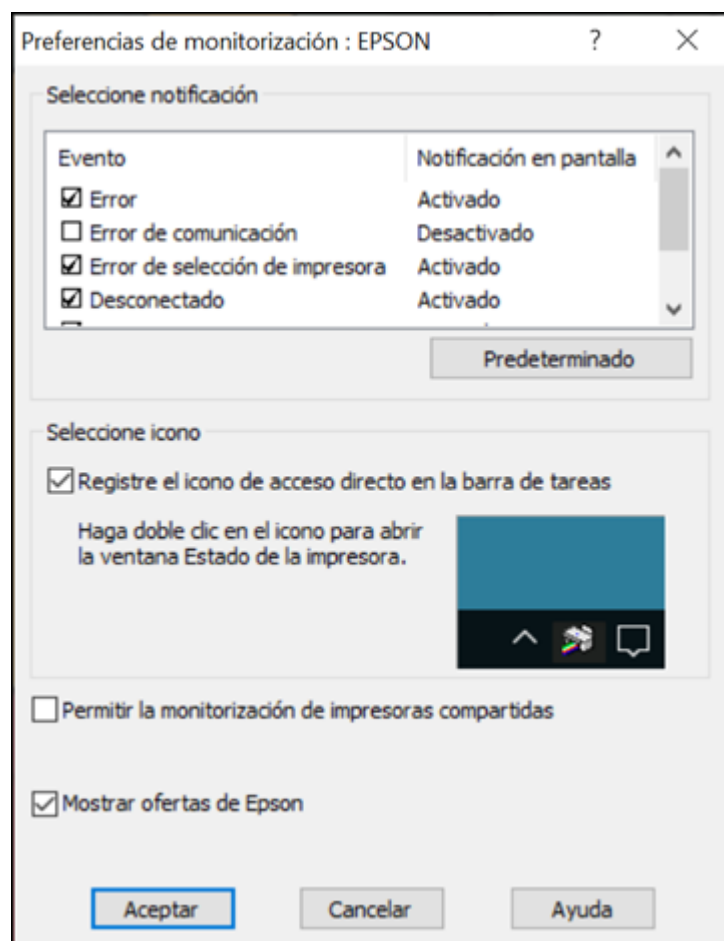 Preferencias de monitorización : EPSON ?
Seleccione notificación
Evento Notificación en pantalla
Error Activado
Error de comunicación Desactivado
Error de selección de impresora Activado
Desconectado Activado
Predeterminado
Seleccione icono
Registre el icono de acceso directo en la barra de tareas
Haga doble clic en el icono para abrir
la ventana Estado de la impresora.
Permitir la monitorización de impresoras compartidas
Mostrar ofertas de Epson
Aceptar Cancelar Ayuda